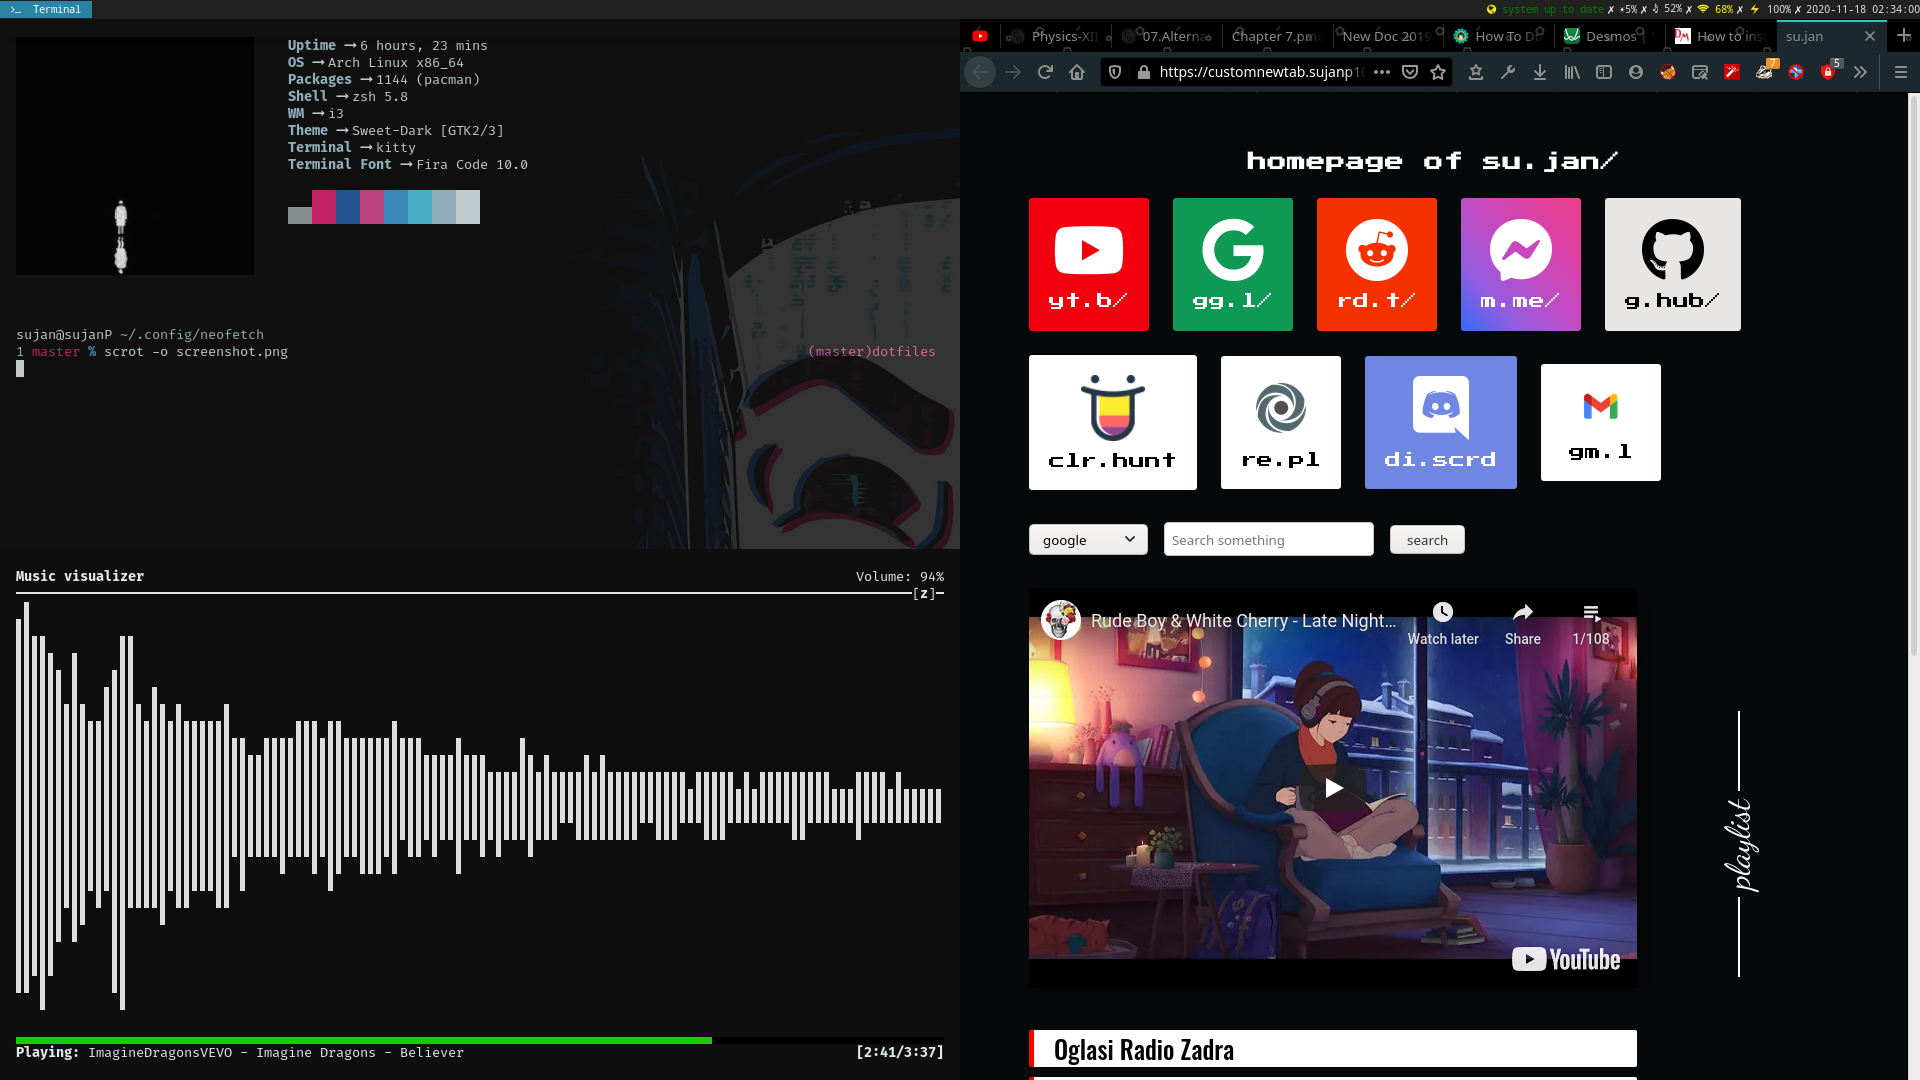 >_ Terminal
system up to date ✗ ☀5% ✗ 52% ✗ 68% ✗ ⚡ 100% ✗ 2020-11-18 02:34:00
Uptime → 6 hours, 23 mins
OS → Arch Linux x86_64
Packages → 1144 (pacman)
Shell → zsh 5.8
WM → i3
Theme → Sweet-Dark [GTK2/3]
Terminal → kitty
Terminal Font → Fira Code 10.0
sujan@sujanP ~/.config/neofetch
1 master % scrot -o screenshot.png (master)dotfiles
Music visualizer Volume: 94%
[z]
Playing: ImagineDragonsVEVO - Imagine Dragons - Believer [2:41/3:37]
Physics-XII 07.Alterna Chapter 7.pm New Doc 2019 How To D Desmos How to ins su.jan
https://customnewtab.sujanp10
7 5
homepage of su.jan/
yt.b/ gg.l/ rd.t/ m.me/ g.hub/
clr.hunt re.pl di.scrd gm.l
google Search something search
Rude Boy & White Cherry - Late Night...
Watch later Share 1/108
YouTube
playlist
Oglasi Radio Zadra